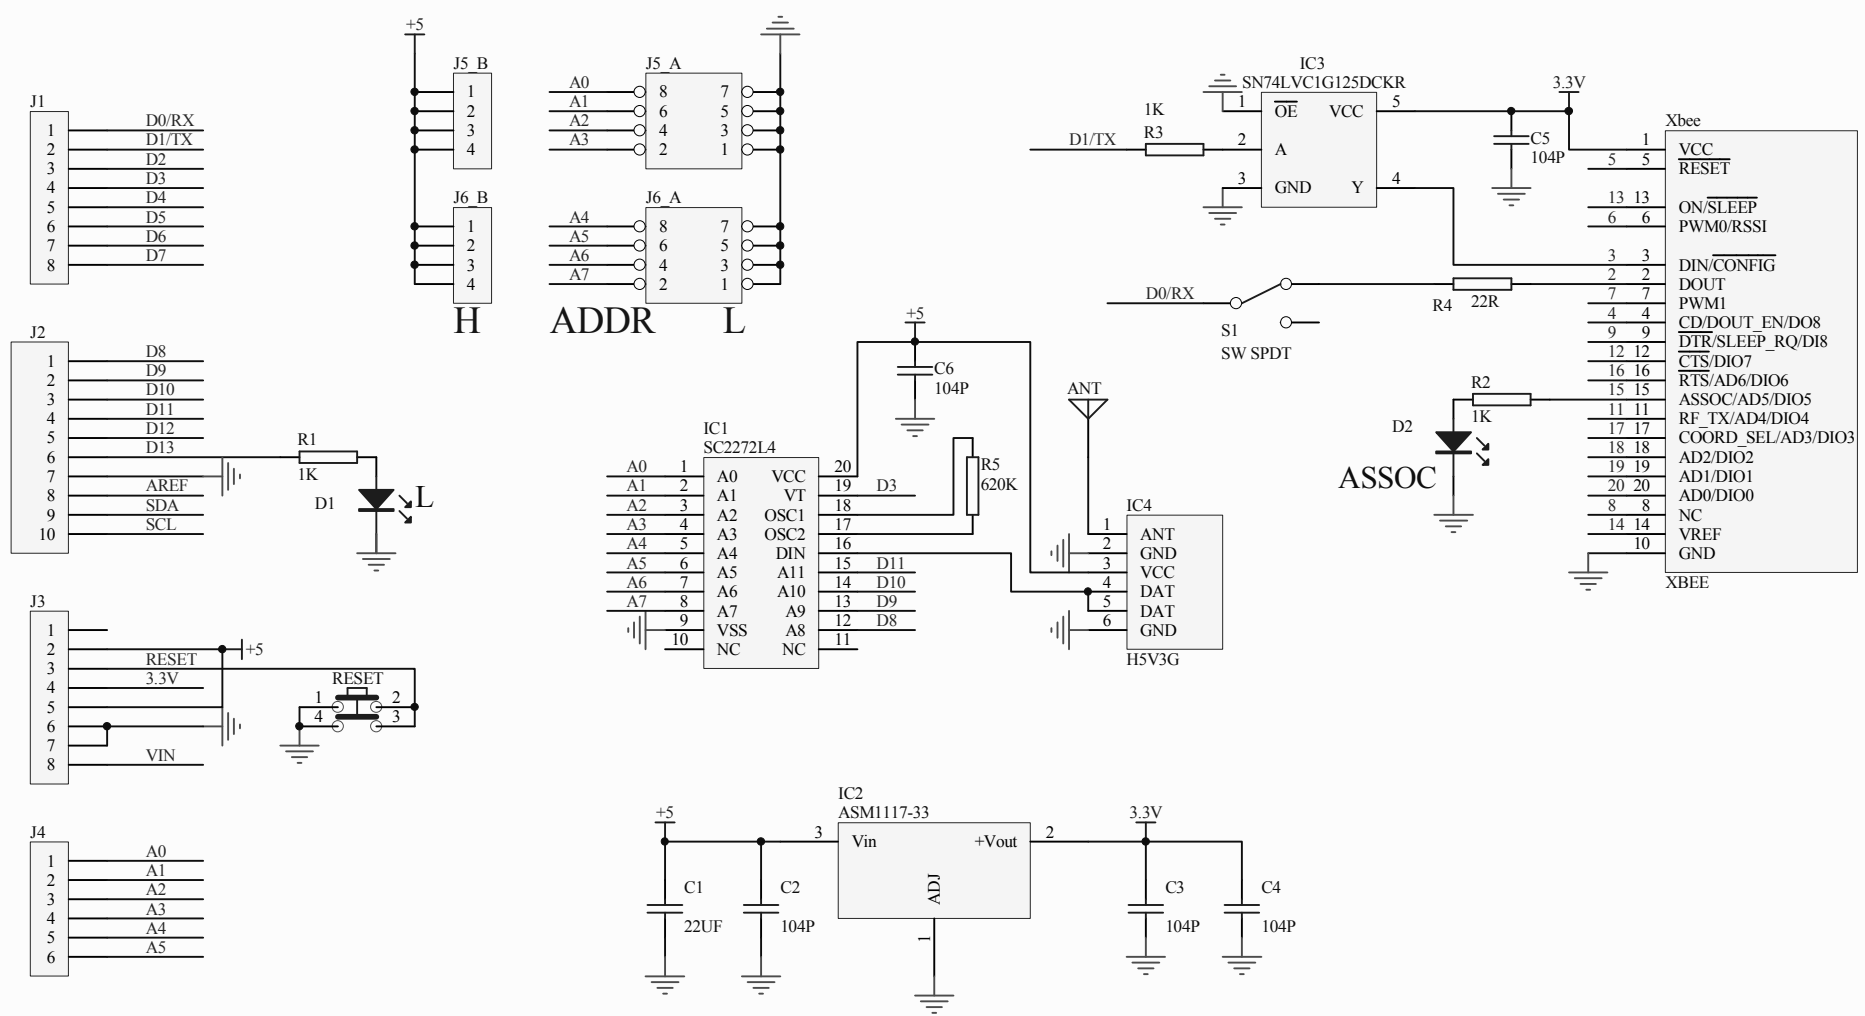 J1
1 D0/RX
2 D1/TX
3 D2
4 D3
5 D4
6 D5
7 D6
8 D7
J2
1 D8
2 D9
3 D10
4 D11
5 D12
6 D13
7
8 AREF
9 SDA
10 SCL
R1
1K
D1
L
J3
1
2 +5
3 RESET
4 3.3V
5
6
7
8 VIN
RESET
1 2
4 3
J4
1 A0
2 A1
3 A2
4 A3
5 A4
6 A5
+5
J5_B
1
2
3
4
J6_B
1
2
3
4
H
J5_A
A0 8 7
A1 6 5
A2 4 3
A3 2 1
J6_A
A4 8 7
A5 6 5
A6 4 3
A7 2 1
ADDR L
+5
C6
104P
IC1
SC2272L4
A0 1 A0 VCC 20
A1 2 A1 VT 19 D3
A2 3 A2 OSC1 18
A3 4 A3 OSC2 17
A4 5 A4 DIN 16
A5 6 A5 A11 15 D11
A6 7 A6 A10 14 D10
A7 8 A7 A9 13 D9
9 VSS A8 12 D8
10 NC NC 11
R5
620K
ANT
IC4
1 ANT
2 GND
3 VCC
4 DAT
5 DAT
6 GND
H5V3G
IC2
ASM1117-33
+5
3 Vin +Vout 2
ADJ
1
3.3V
C1
22UF
C2
104P
C3
104P
C4
104P
IC3
SN74LVC1G125DCKR
1 OE VCC 5
2 A
3 GND Y 4
1K
R3
D1/TX
3.3V
C5
104P
D0/RX
S1
SW SPDT
R4 22R
R2
1K
D2
ASSOC
Xbee
1 VCC
5 5 RESET
13 13 ON/SLEEP
6 6 PWM0/RSSI
3 3 DIN/CONFIG
2 2 DOUT
7 7 PWM1
4 4 CD/DOUT_EN/DO8
9 9 DTR/SLEEP_RQ/DI8
12 12 CTS/DIO7
16 16 RTS/AD6/DIO6
15 15 ASSOC/AD5/DIO5
11 11 RF_TX/AD4/DIO4
17 17 COORD_SEL/AD3/DIO3
18 18 AD2/DIO2
19 19 AD1/DIO1
20 20 AD0/DIO0
8 8 NC
14 14 VREF
10 GND
XBEE